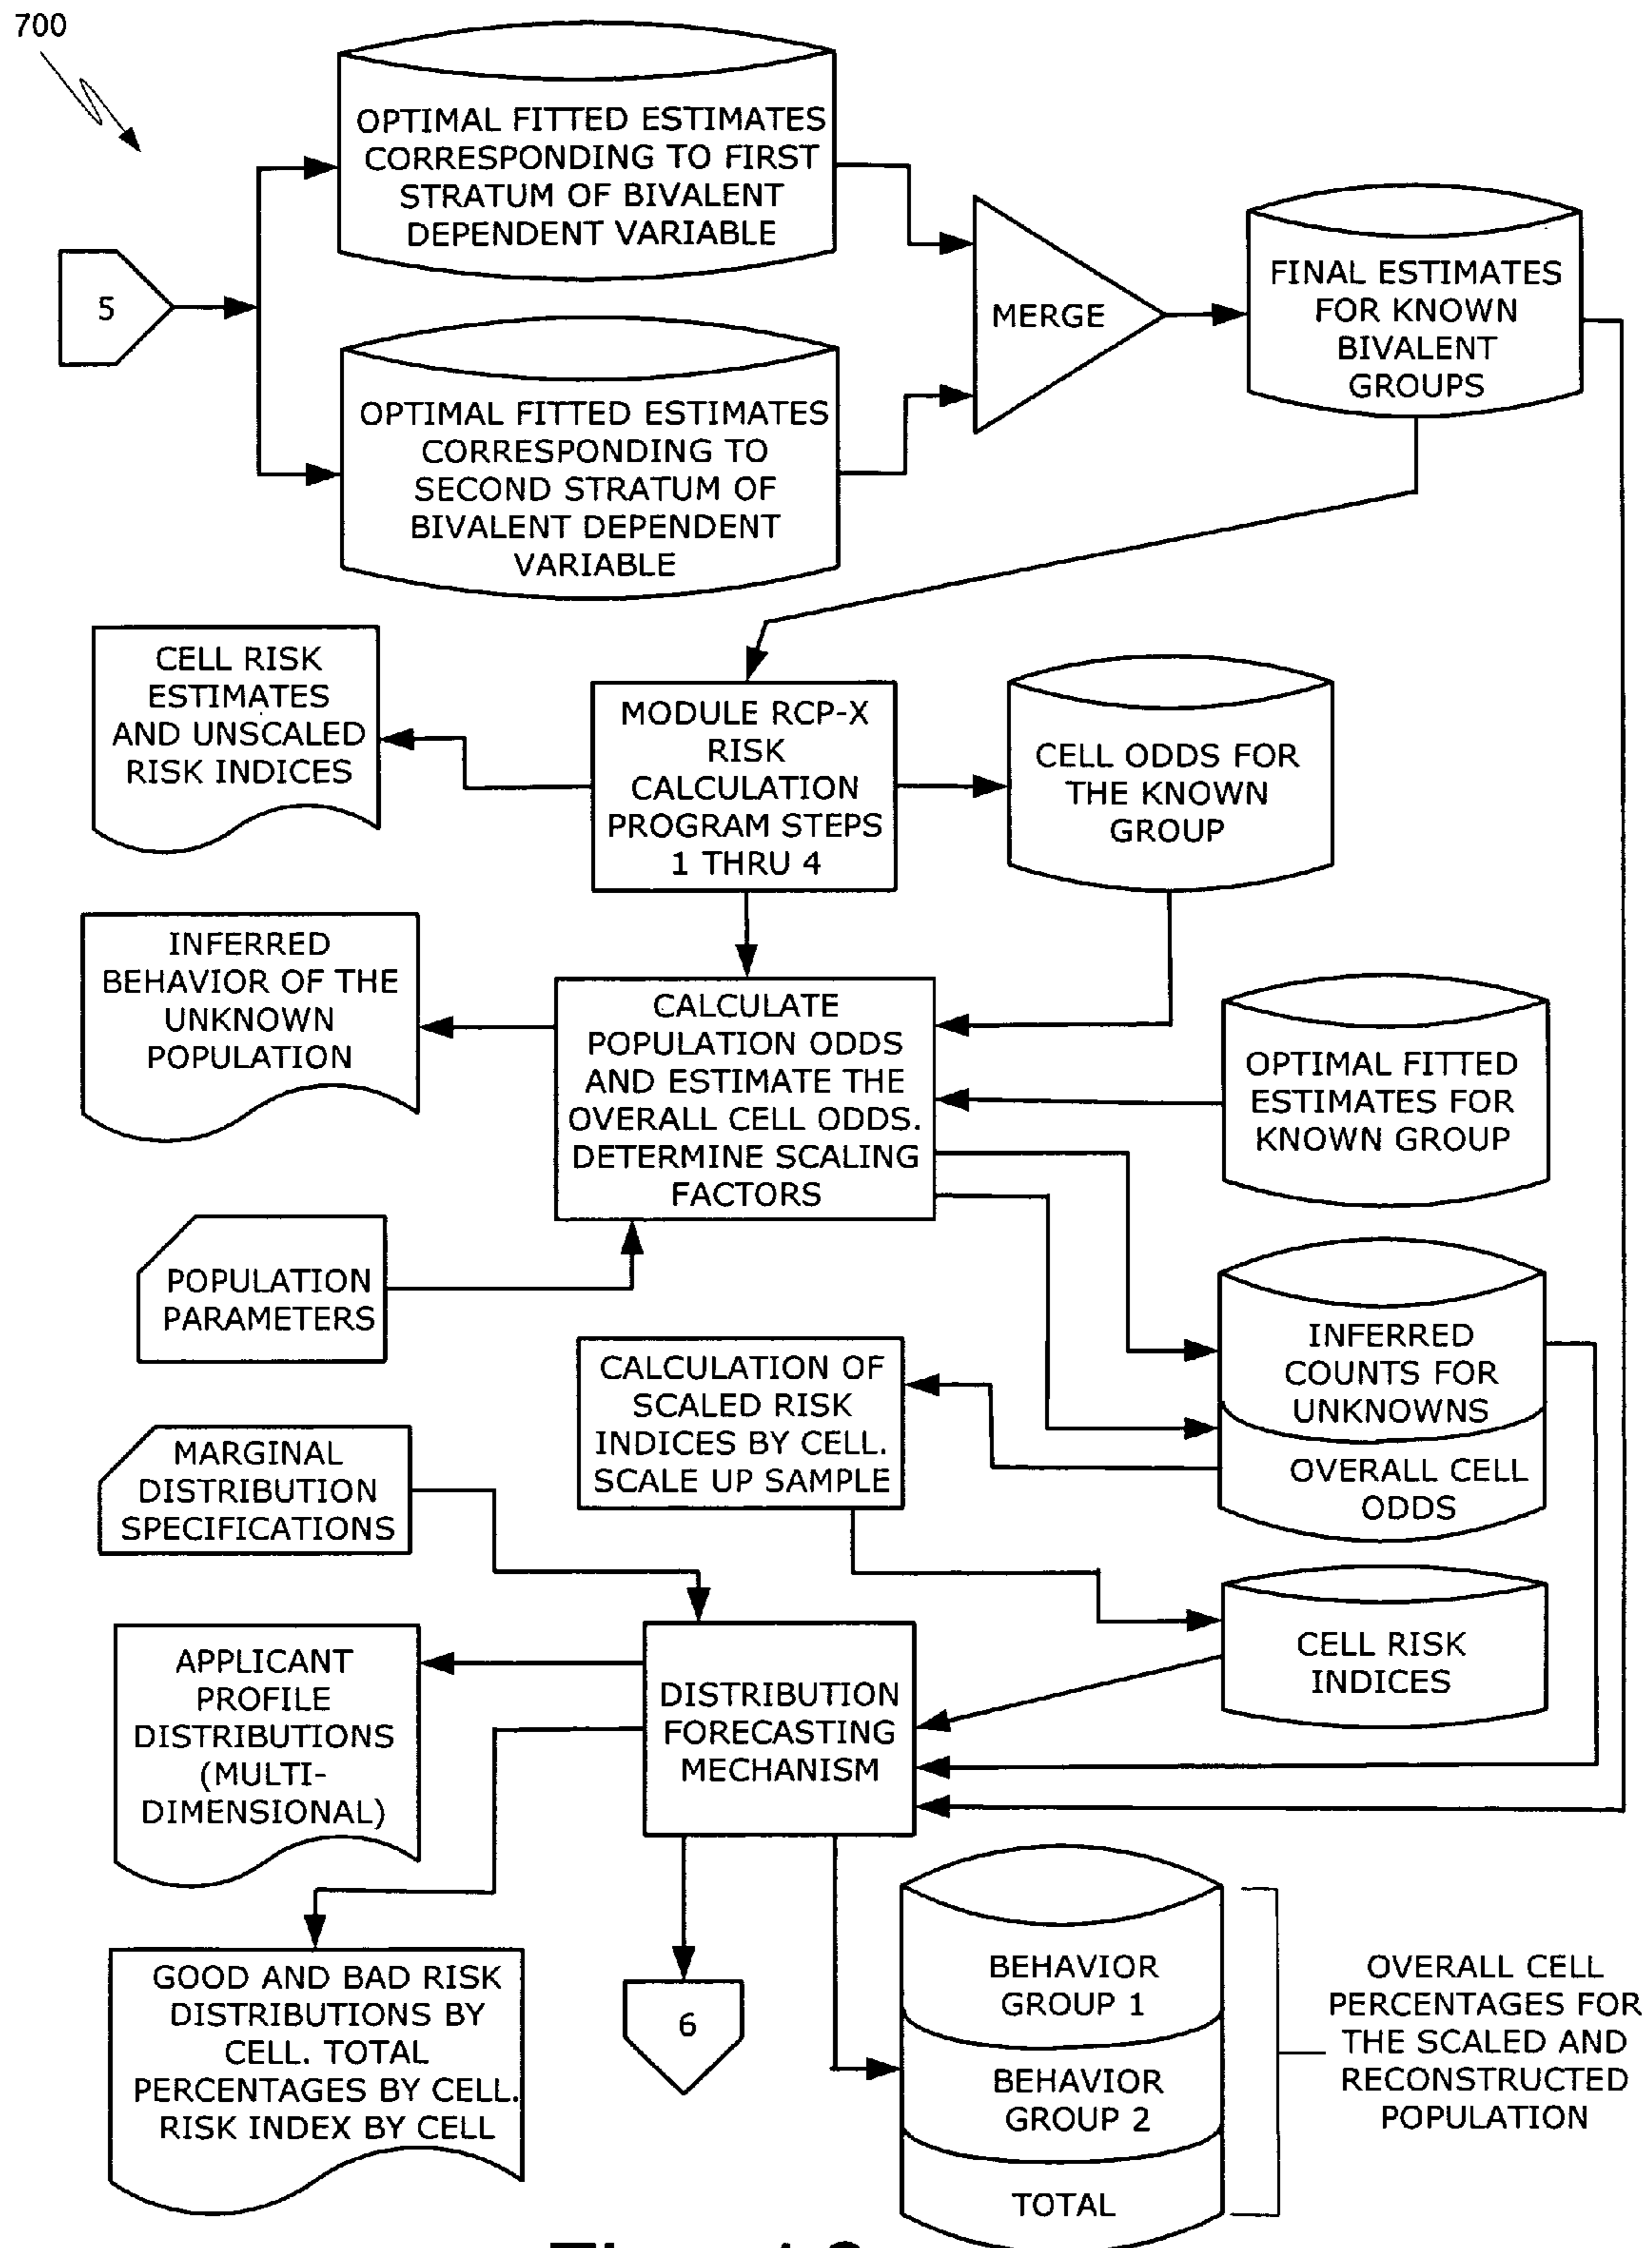 700
OPTIMAL FITTED ESTIMATES
CORRESPONDING TO FIRST
STRATUM OF BIVALENT
DEPENDENT VARIABLE
5
OPTIMAL FITTED ESTIMATES
CORRESPONDING TO
SECOND STRATUM OF
BIVALENT DEPENDENT
VARIABLE
MERGE
FINAL ESTIMATES
FOR KNOWN
BIVALENT
GROUPS
CELL RISK
ESTIMATES
AND UNSCALED
RISK INDICES
MODULE RCP-X
RISK
CALCULATION
PROGRAM STEPS
1 THRU 4
CELL ODDS FOR
THE KNOWN
GROUP
INFERRED
BEHAVIOR OF THE
UNKNOWN
POPULATION
CALCULATE
POPULATION ODDS
AND ESTIMATE THE
OVERALL CELL ODDS.
DETERMINE SCALING
FACTORS
OPTIMAL FITTED
ESTIMATES FOR
KNOWN GROUP
POPULATION
PARAMETERS
INFERRED
COUNTS FOR
UNKNOWNS
OVERALL CELL
ODDS
CALCULATION OF
SCALED RISK
INDICES BY CELL.
SCALE UP SAMPLE
MARGINAL
DISTRIBUTION
SPECIFICATIONS
CELL RISK
INDICES
APPLICANT
PROFILE
DISTRIBUTIONS
(MULTI-
DIMENSIONAL)
DISTRIBUTION
FORECASTING
MECHANISM
GOOD AND BAD RISK
DISTRIBUTIONS BY
CELL. TOTAL
PERCENTAGES BY CELL.
RISK INDEX BY CELL
6
BEHAVIOR
GROUP 1
BEHAVIOR
GROUP 2
TOTAL
OVERALL CELL
PERCENTAGES FOR
THE SCALED AND
RECONSTRUCTED
POPULATION